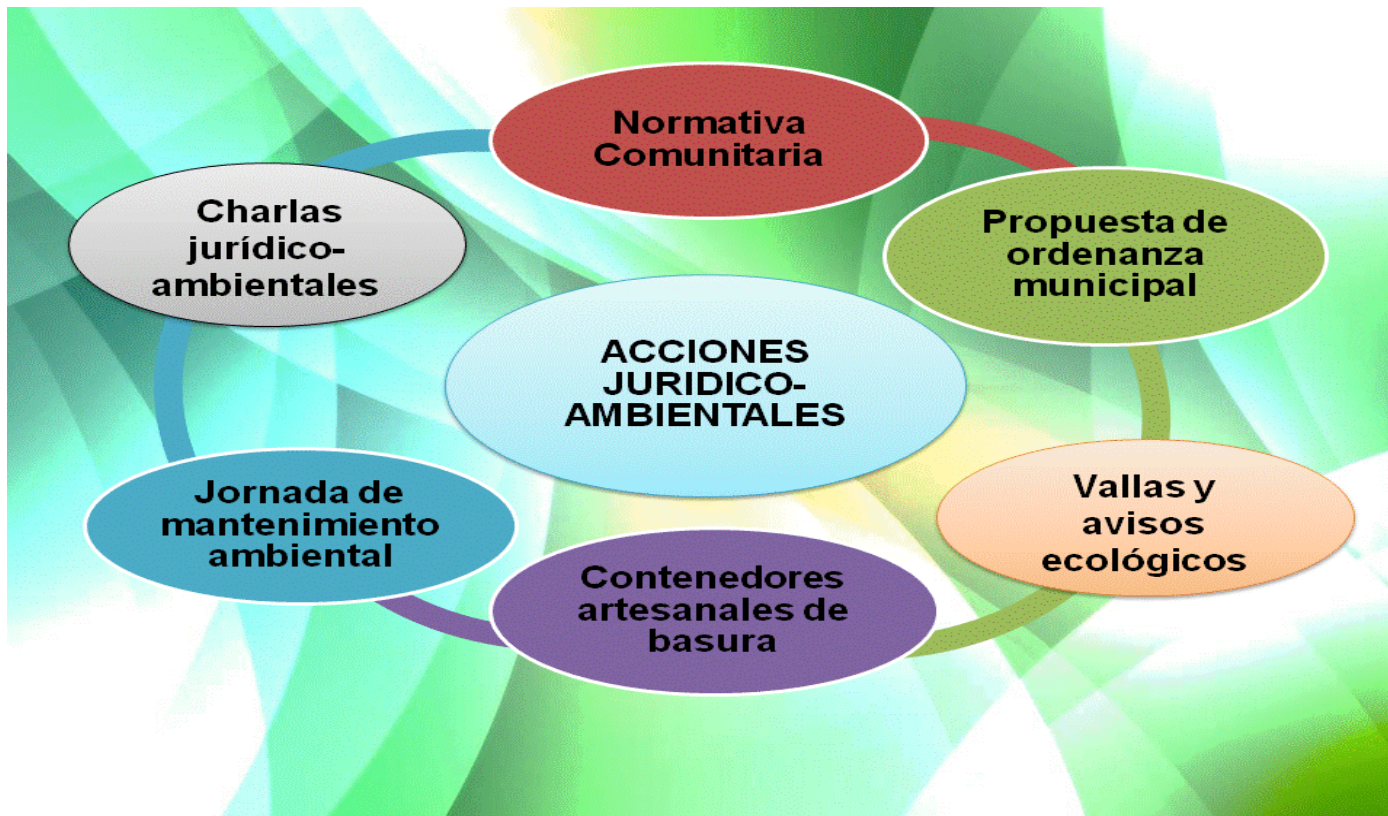 Normativa
Comunitaria
Charlas
jurídico-
ambientales
Propuesta de
ordenanza
municipal
ACCIONES
JURIDICO-
AMBIENTALES
Jornada de
mantenimiento
ambiental
Vallas y
avisos
ecológicos
Contenedores
artesanales de
basura